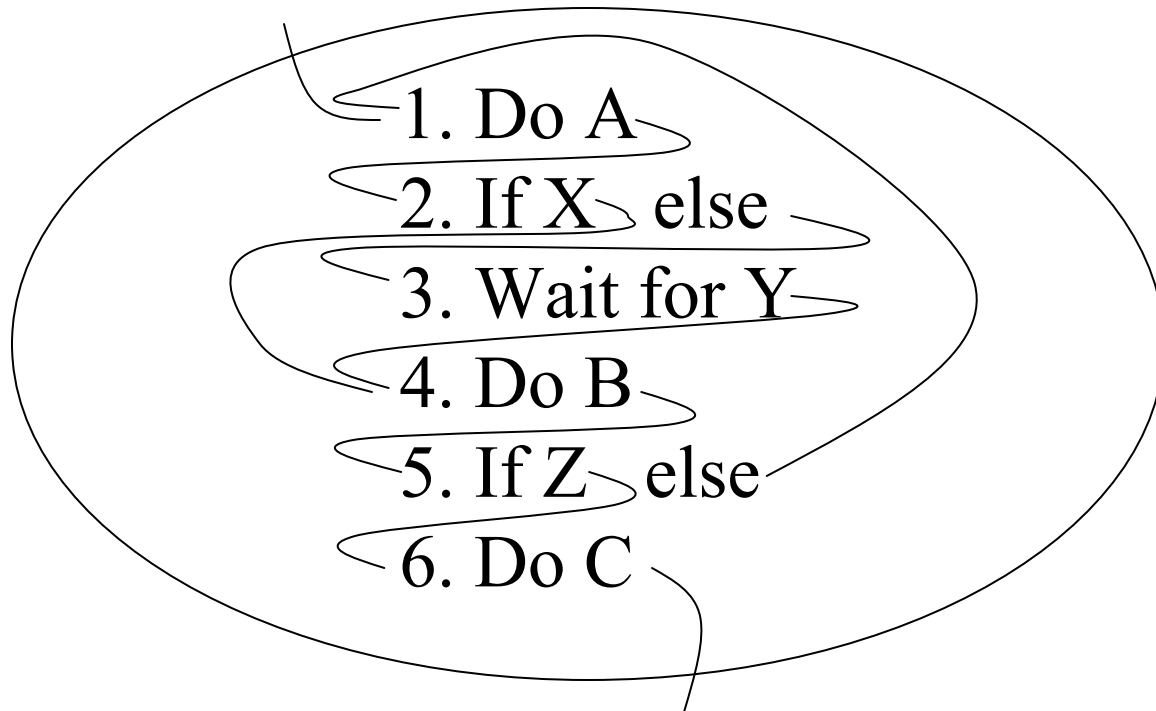 1. Do A
2. If X else
3. Wait for Y
4. Do B
5. If Z else
6. Do C